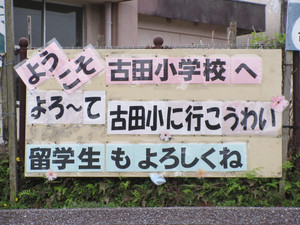 ようこそ 古田小学校へ
よろ〜て 古田小に行こうわい
留学生もよろしくね